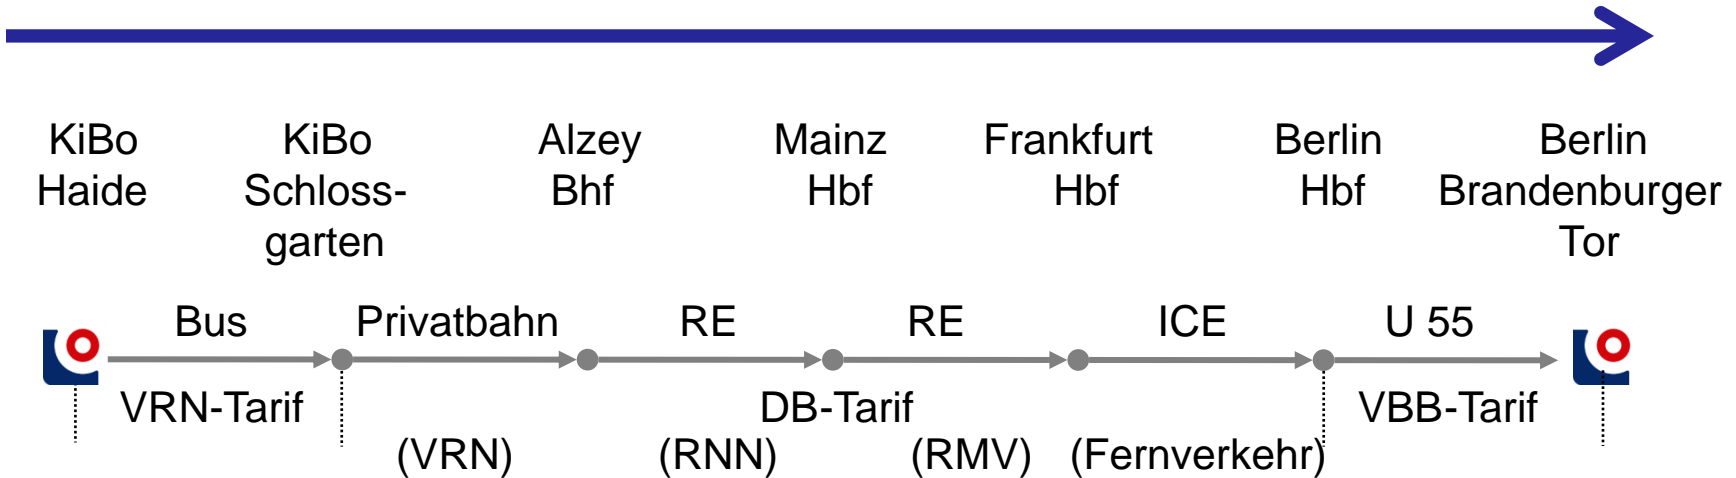 KiBo
Haide
KiBo
Schloss-
garten
Alzey
Bhf
Mainz
Hbf
Frankfurt
Hbf
Berlin
Hbf
Berlin
Brandenburger
Tor
Bus
Privatbahn
RE
RE
ICE
U 55
VRN-Tarif
DB-Tarif
VBB-Tarif
(VRN)
(RNN)
(RMV)
(Fernverkehr)